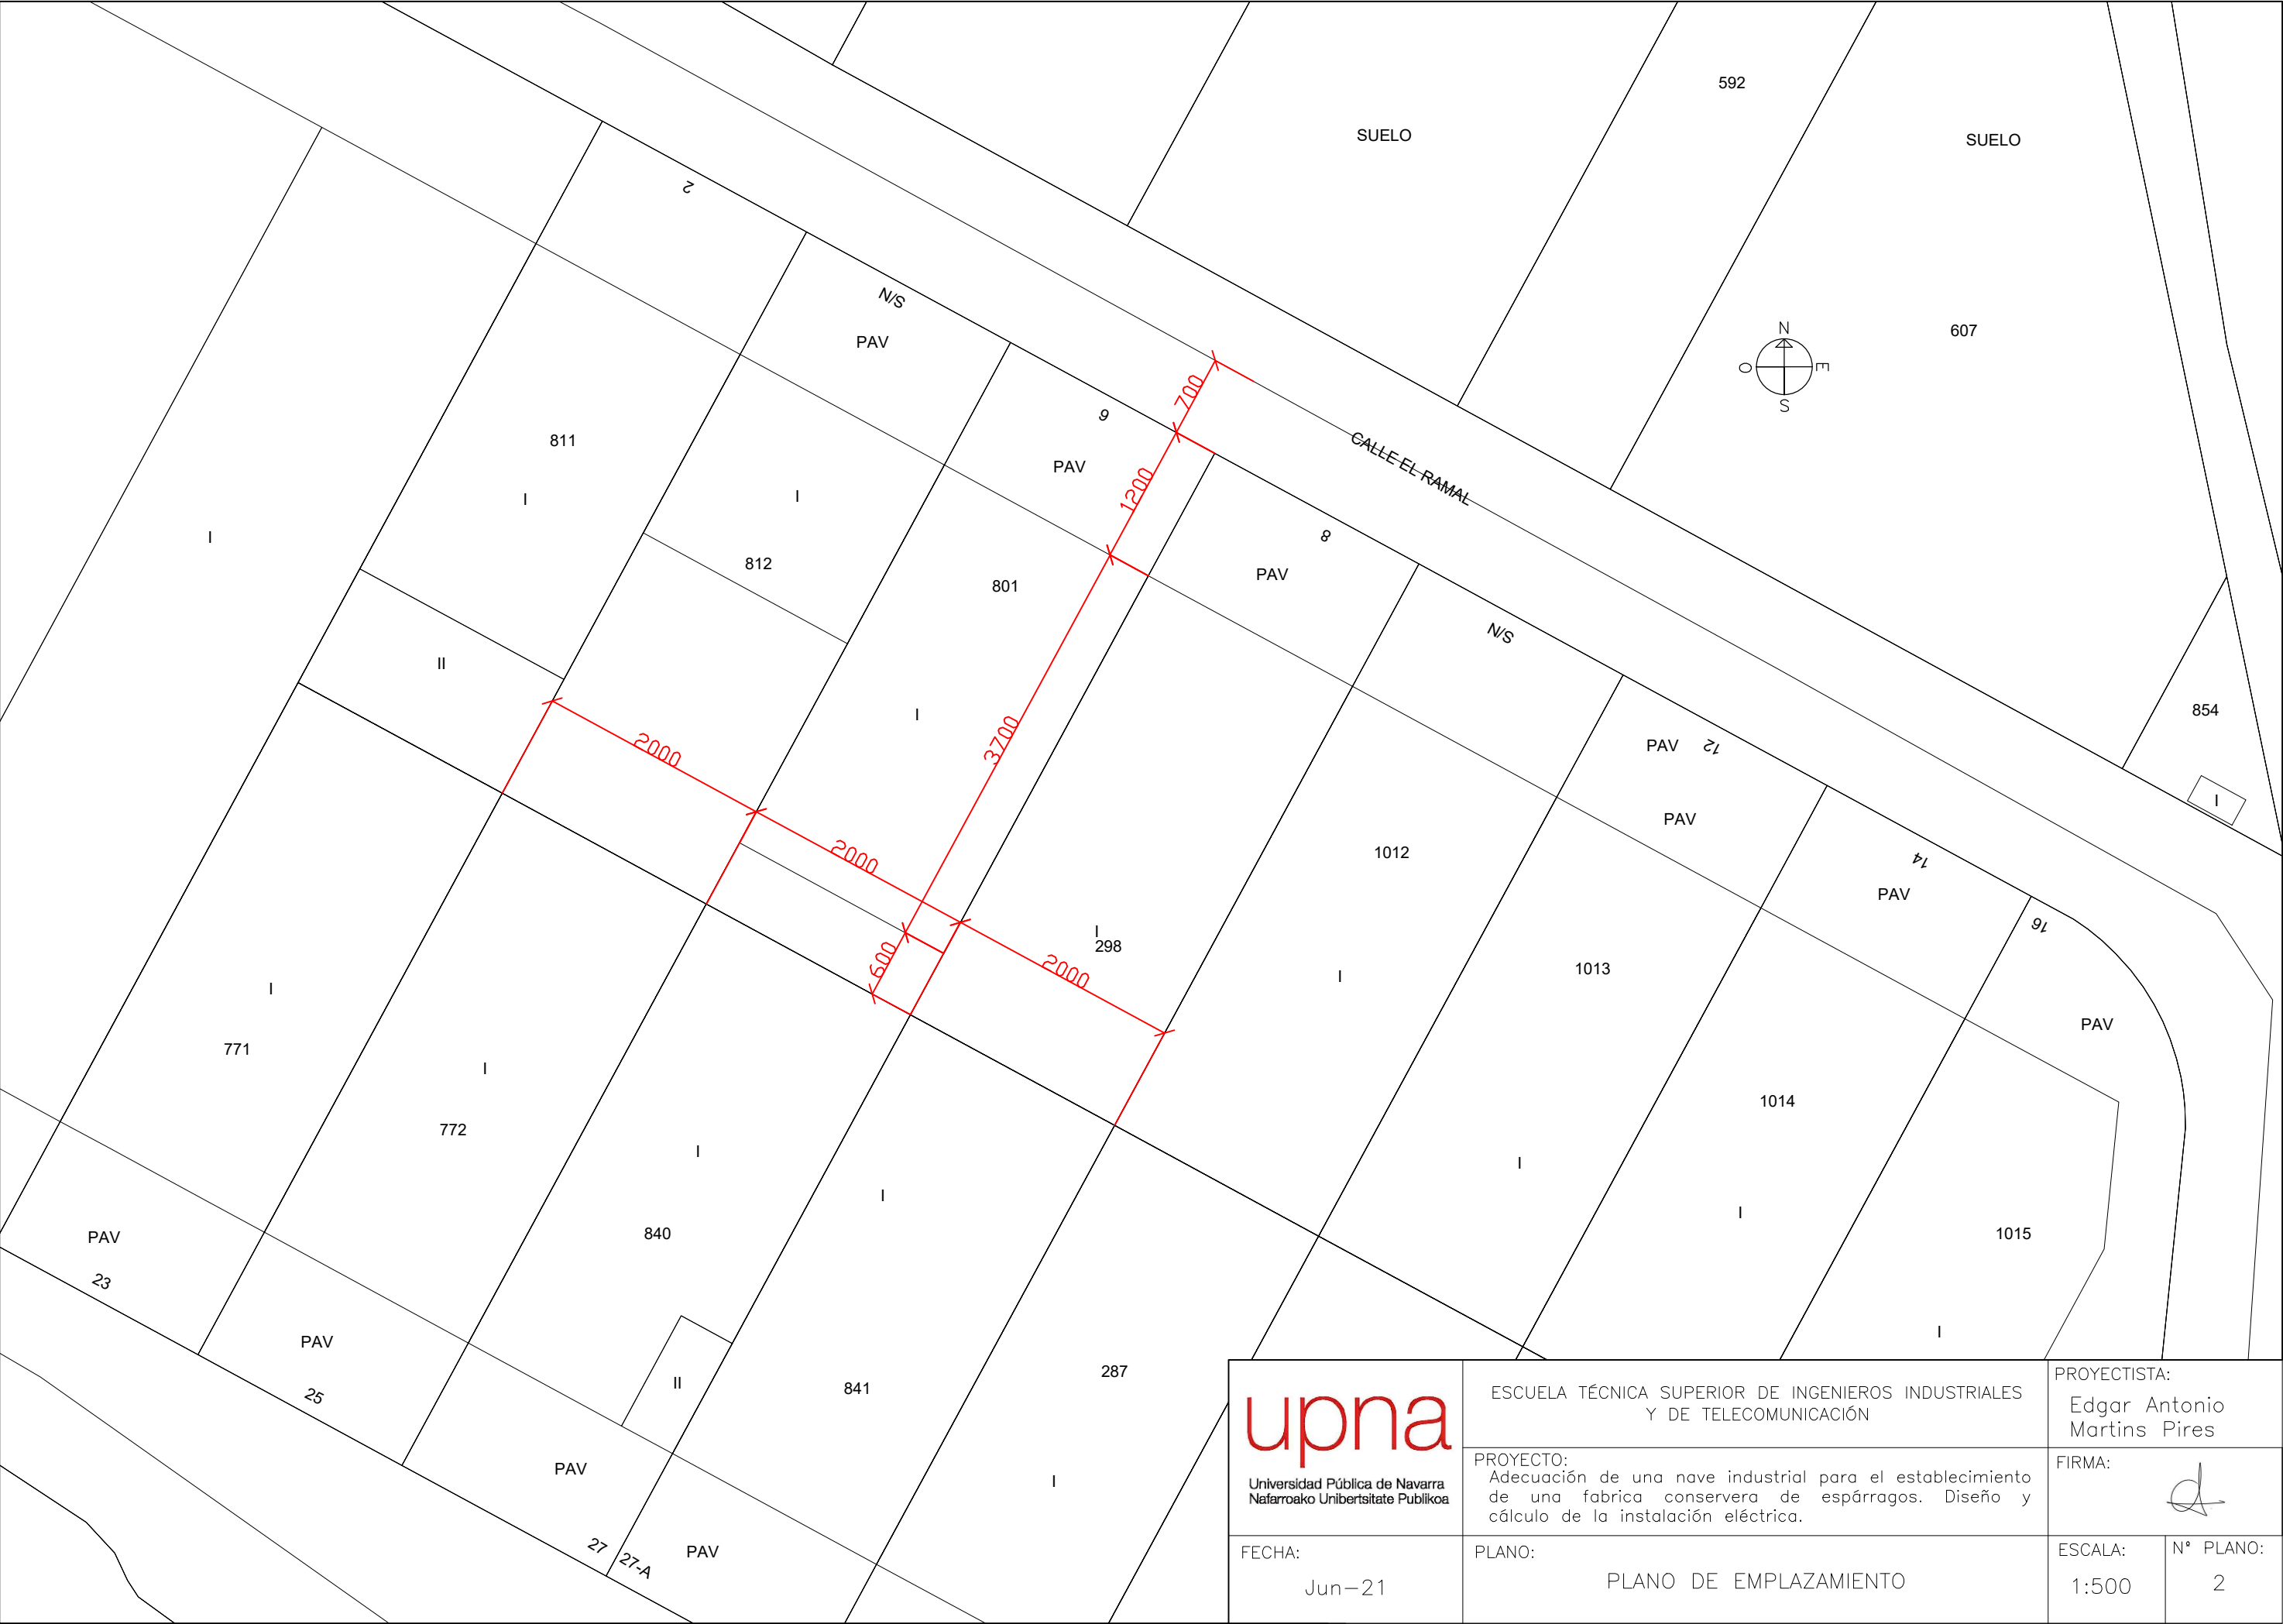 592
SUELO
SUELO
2
N/S
PAV
607
N
O
E
S
700
6
PAV
1200
CALLE EL RAMAL
811
I
I
I
8
PAV
812
801
N/S
II
I
3700
2000
PAV
12
854
I
PAV
2000
1012
14
PAV
I
298
16
600
2000
1013
I
I
771
PAV
I
772
1014
I
I
I
840
I
1015
PAV
23
I
PAV
II
841
287
25
PAV
I
27
27-A
PAV
upna
Universidad Pública de Navarra
Nafarroako Unibertsitate Publikoa
ESCUELA TÉCNICA SUPERIOR DE INGENIEROS INDUSTRIALES
Y DE TELECOMUNICACIÓN
PROYECTISTA:
Edgar Antonio
Martins Pires
PROYECTO:
Adecuación de una nave industrial para el establecimiento
de una fabrica conservera de espárragos. Diseño y
cálculo de la instalación eléctrica.
FIRMA:
FECHA:
Jun-21
PLANO:
PLANO DE EMPLAZAMIENTO
ESCALA:
1:500
Nº PLANO:
2